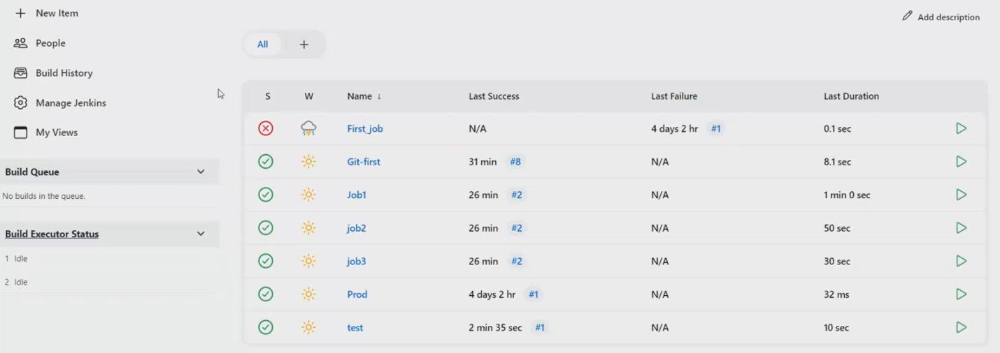 New Item
People
Build History
Manage Jenkins
My Views
Build Queue
No builds in the queue.
Build Executor Status
1 Idle
2 Idle
Add description
All
S W Name ↓ Last Success Last Failure Last Duration
First_job N/A 4 days 2 hr #1 0.1 sec
Git-first 31 min #8 N/A 8.1 sec
Job1 26 min #2 N/A 1 min 0 sec
job2 26 min #2 N/A 50 sec
job3 26 min #2 N/A 30 sec
Prod 4 days 2 hr #1 N/A 32 ms
test 2 min 35 sec #1 N/A 10 sec